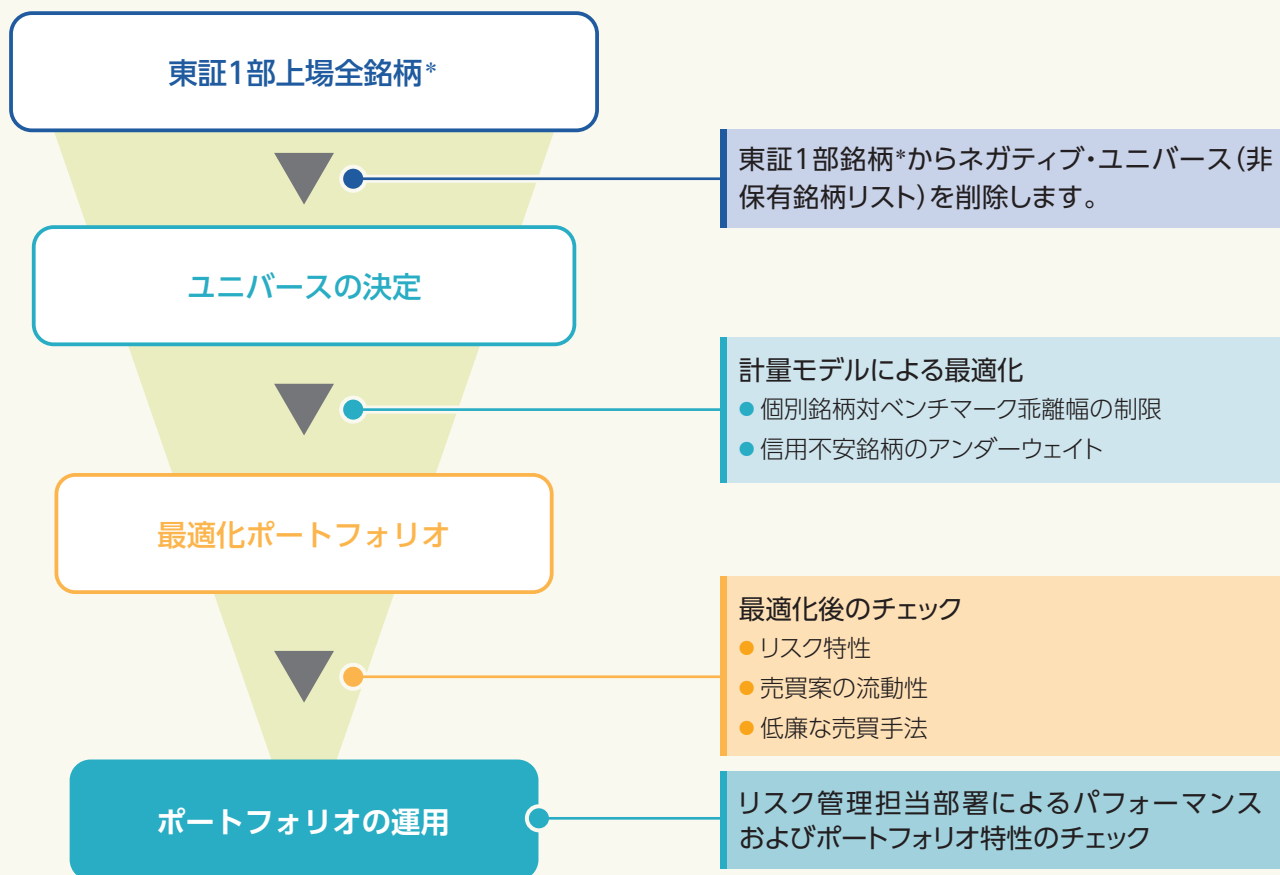 東証1部上場全銘柄*
東証1部銘柄*からネガティブ・ユニバース(非
保有銘柄リスト)を削除します。
ユニバースの決定
計量モデルによる最適化
● 個別銘柄対ベンチマーク乖離幅の制限
● 信用不安銘柄のアンダーウェイト
最適化ポートフォリオ
最適化後のチェック
● リスク特性
● 売買案の流動性
● 低廉な売買手法
ポートフォリオの運用
リスク管理担当部署によるパフォーマンス
およびポートフォリオ特性のチェック